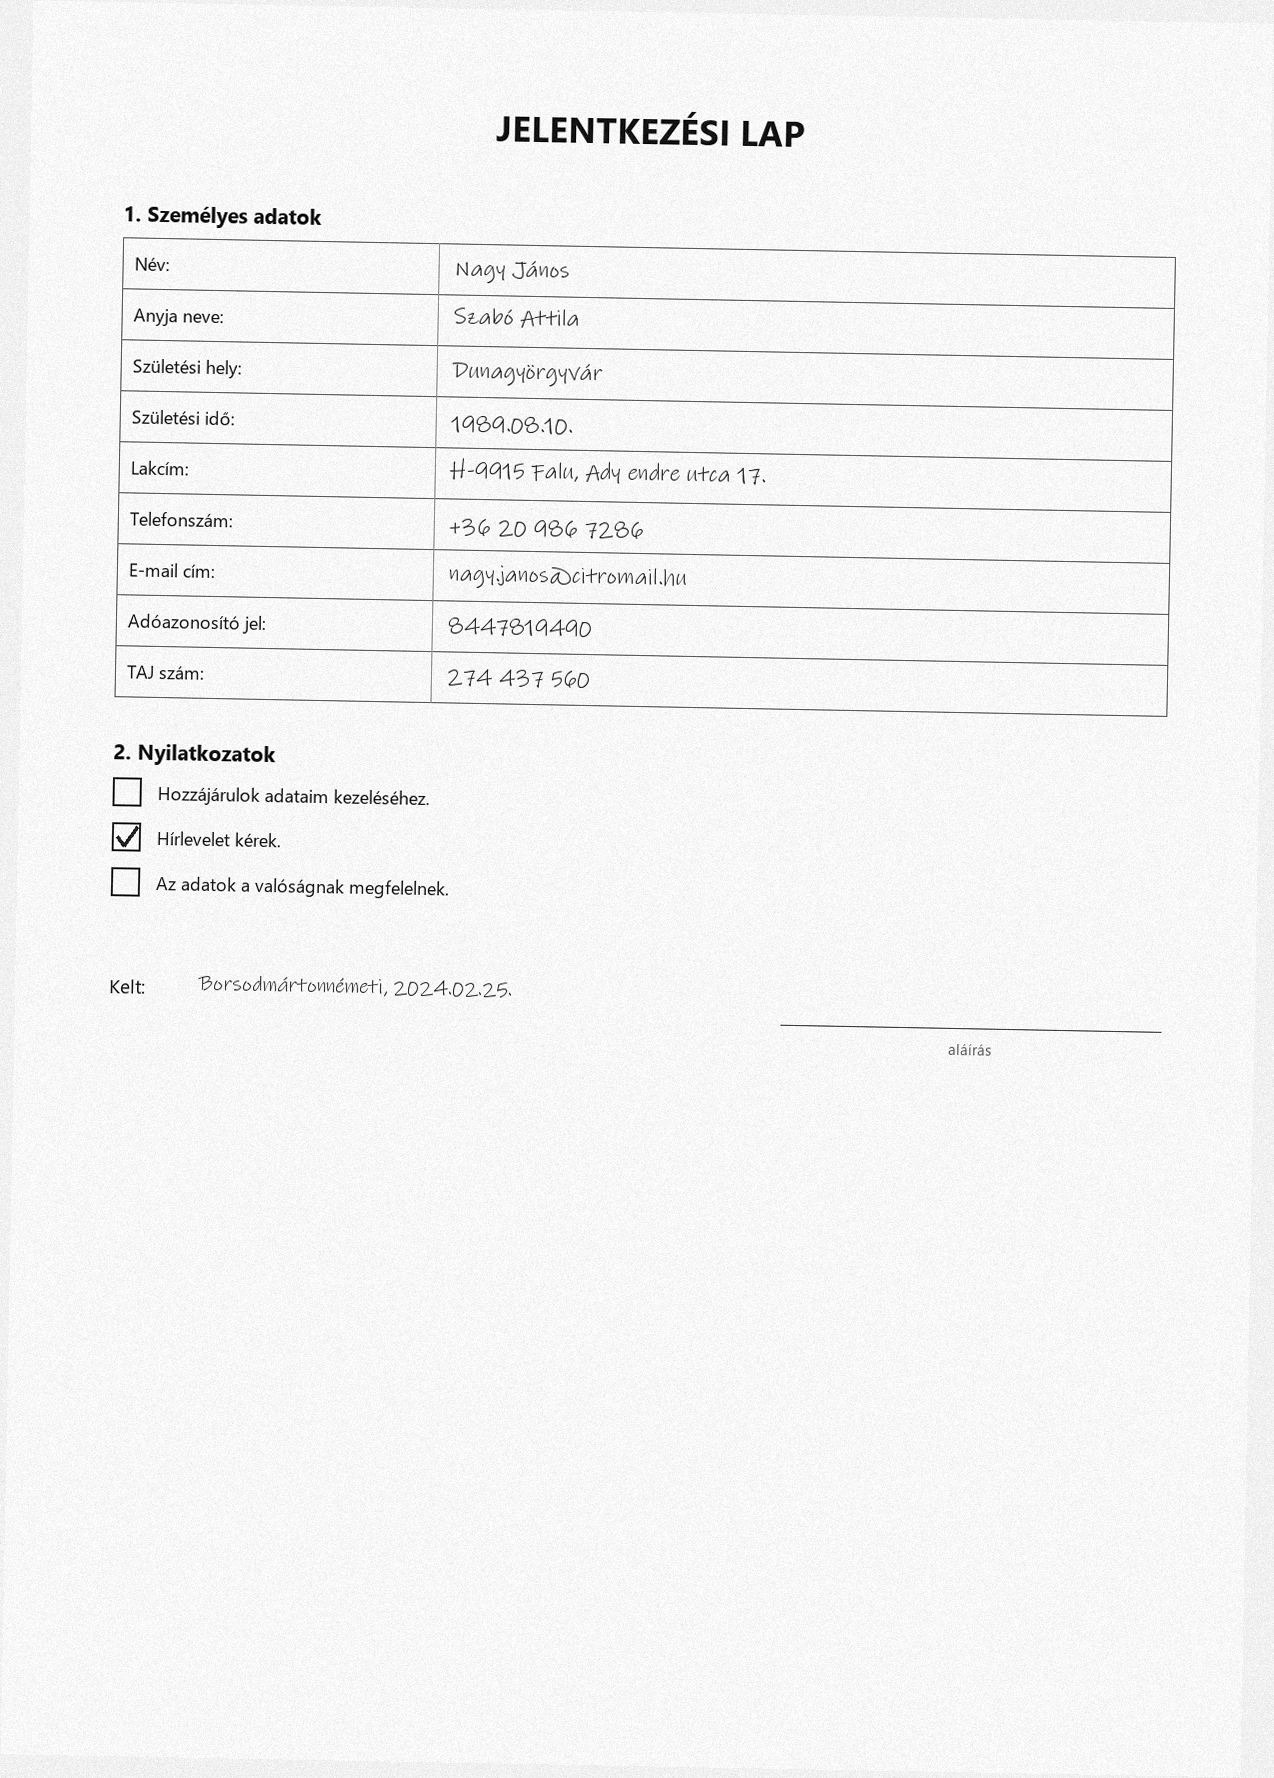 JELENTKEZÉSI LAP
1. Személyes adatok
Név: Nagy János
Anyja neve: Szabó Attila
Születési hely: Dunagyörgyvár
Születési idő: 1989.08.10.
Lakcím: H-9915 Falu, Ady endre utca 17.
Telefonszám: +36 20 986 7286
E-mail cím: nagy.janos@citromail.hu
Adóazonosító jel: 8447819490
TAJ szám: 274 437 560
2. Nyilatkozatok
Hozzájárulok adataim kezeléséhez.
Hírlevelet kérek.
Az adatok a valóságnak megfelelnek.
Kelt: Borsodmártonnémeti, 2024.02.25.
aláírás